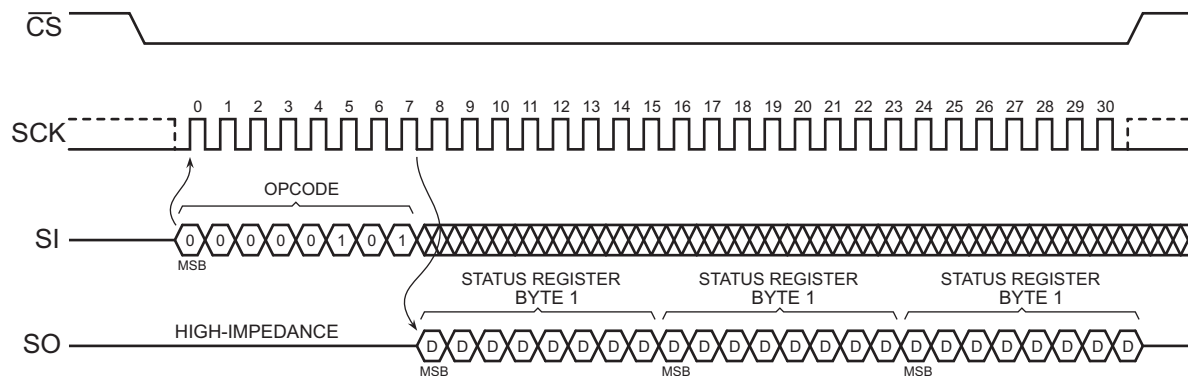 CS
SCK
0 1 2 3 4 5 6 7 8 9 10 11 12 13 14 15 16 17 18 19 20 21 22 23 24 25 26 27 28 29 30
OPCODE
SI
0 0 0 0 0 1 0 1
MSB
STATUS REGISTER
BYTE 1
STATUS REGISTER
BYTE 1
STATUS REGISTER
BYTE 1
SO
HIGH-IMPEDANCE
D D D D D D D D D D D D D D D D D D D D D D D D
MSB
MSB
MSB